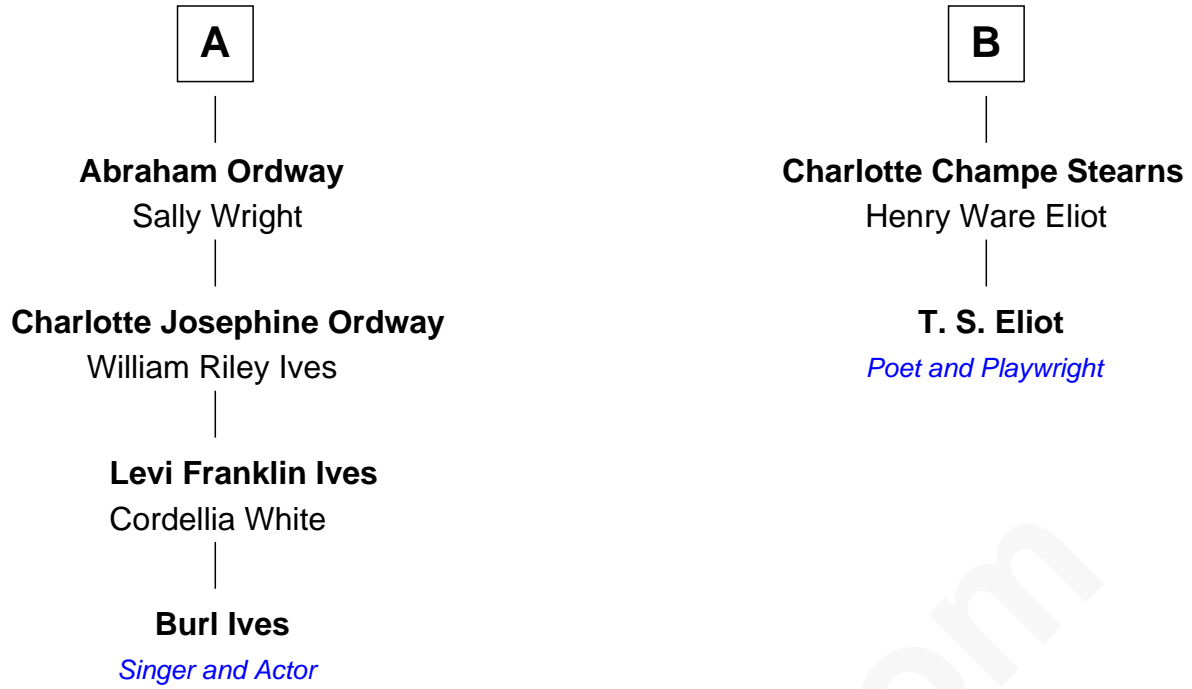 A
Abraham Ordway
Sally Wright
Charlotte Josephine Ordway
William Riley Ives
Levi Franklin Ives
Cordellia White
Burl Ives
Singer and Actor
B
Charlotte Champe Stearns
Henry Ware Eliot
T. S. Eliot
Poet and Playwright
om